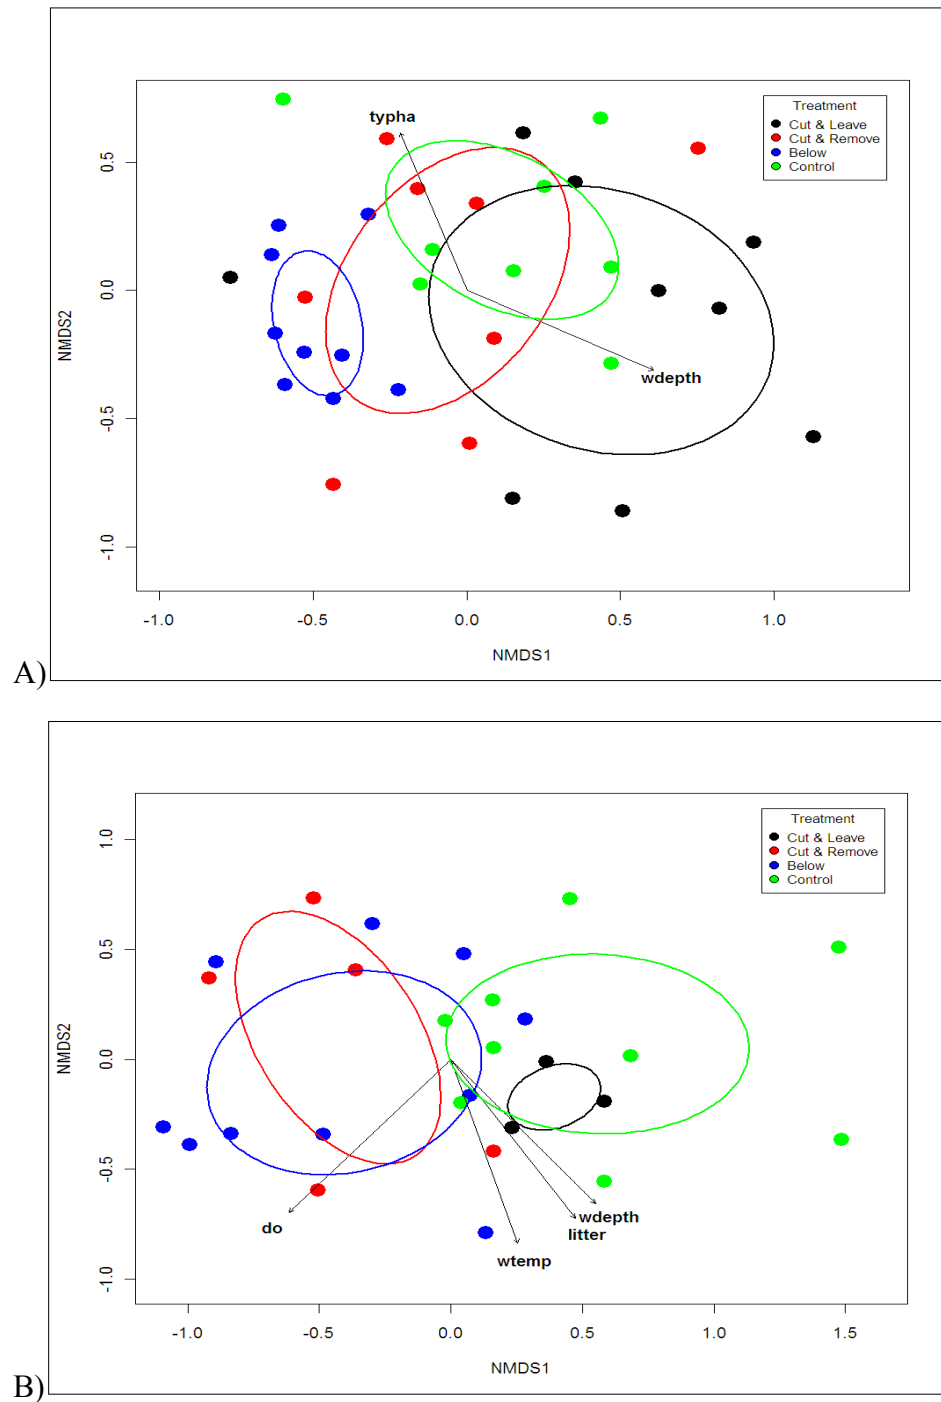 Treatment
Cut & Leave
Cut & Remove
Below
Control
typha
wdepth
NMDS2
0.5
0.0
-0.5
-1.0
-1.0
-0.5
0.0
0.5
1.0
NMDS1
A)
Treatment
Cut & Leave
Cut & Remove
Below
Control
NMDS2
1.0
0.5
0.0
-0.5
-1.0
do
wdepth
litter
wtemp
-1.0
-0.5
0.0
0.5
1.0
1.5
NMDS1
B)